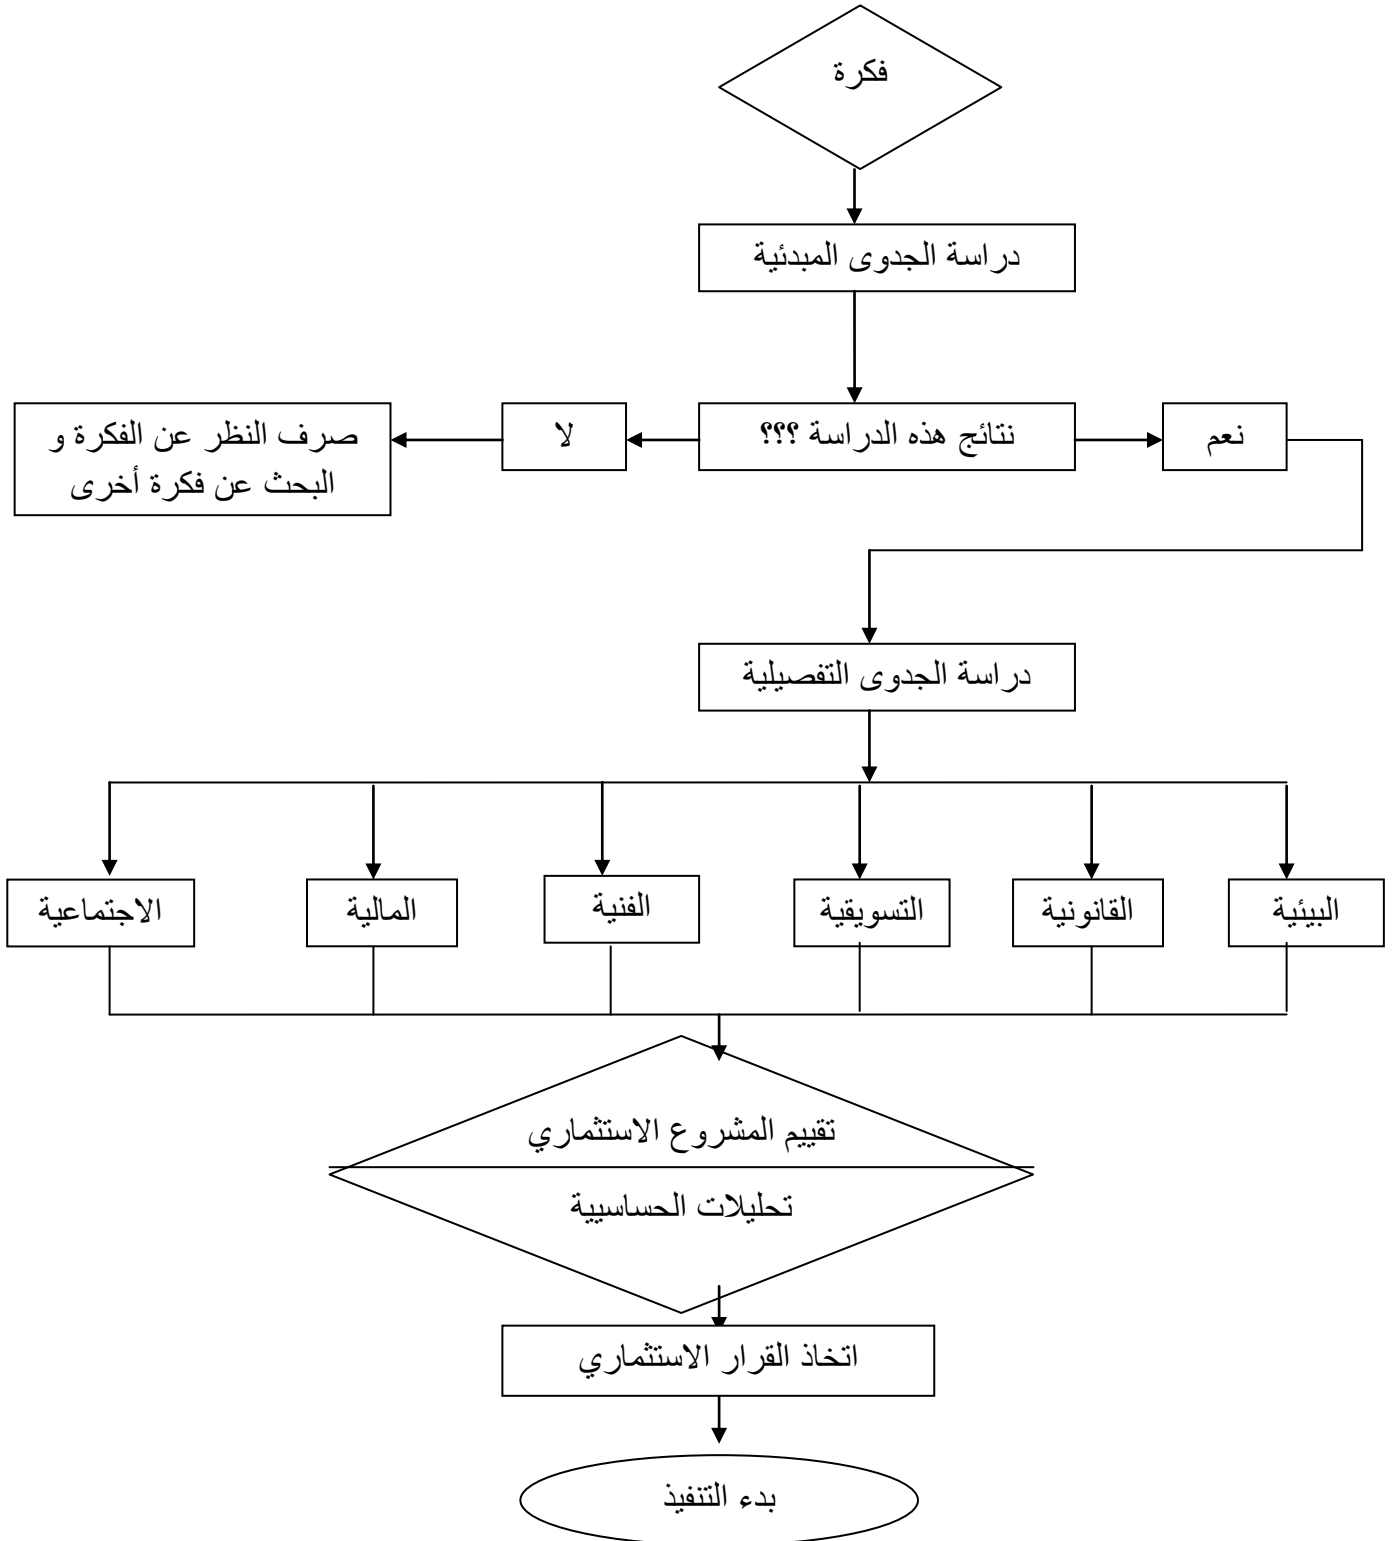 فكرة
دراسة الجدوى المبدئية
نعم
نتائج هذه الدراسة ؟؟؟
لا
صرف النظر عن الفكرة و
البحث عن فكرة أخرى
دراسة الجدوى التفصيلية
البيئية
القانونية
التسويقية
الفنية
المالية
الاجتماعية
تقييم المشروع الاستثماري
تحليلات الحساسيية
اتخاذ القرار الاستثماري
بدء التنفيذ